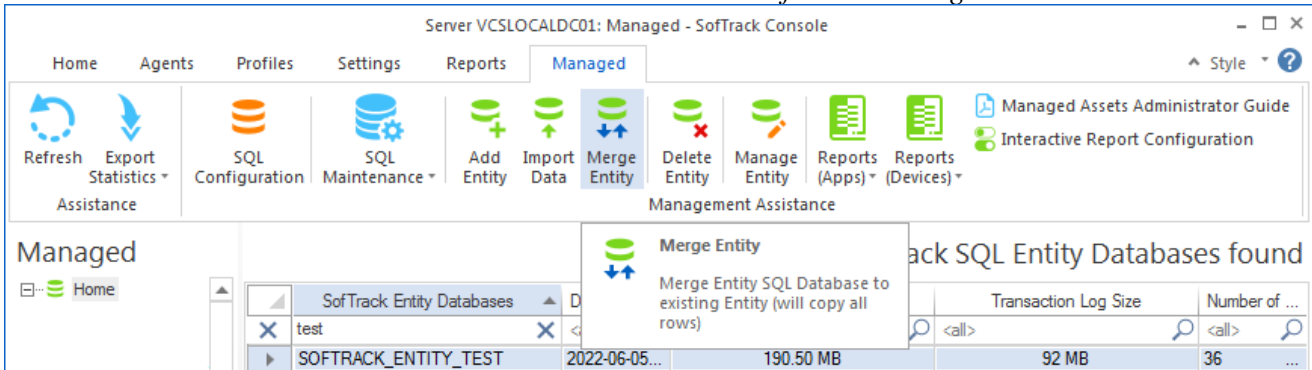 Server VCSLOCALDC01: Managed - SofTrack Console
Home Agents Profiles Settings Reports Managed Style
Refresh Export Statistics
SQL Configuration
SQL Maintenance
Add Entity
Import Data
Merge Entity
Delete Entity
Manage Entity
Reports (Apps)
Reports (Devices)
Managed Assets Administrator Guide
Interactive Report Configuration
Assistance
Management Assistance
Managed
ack SQL Entity Databases found
Home
Merge Entity
Merge Entity SQL Database to
existing Entity (will copy all
rows)
SofTrack Entity Databases D Transaction Log Size Number of ...
test <all> <all>
SOFTRACK_ENTITY_TEST 2022-06-05... 190.50 MB 92 MB 36 ...